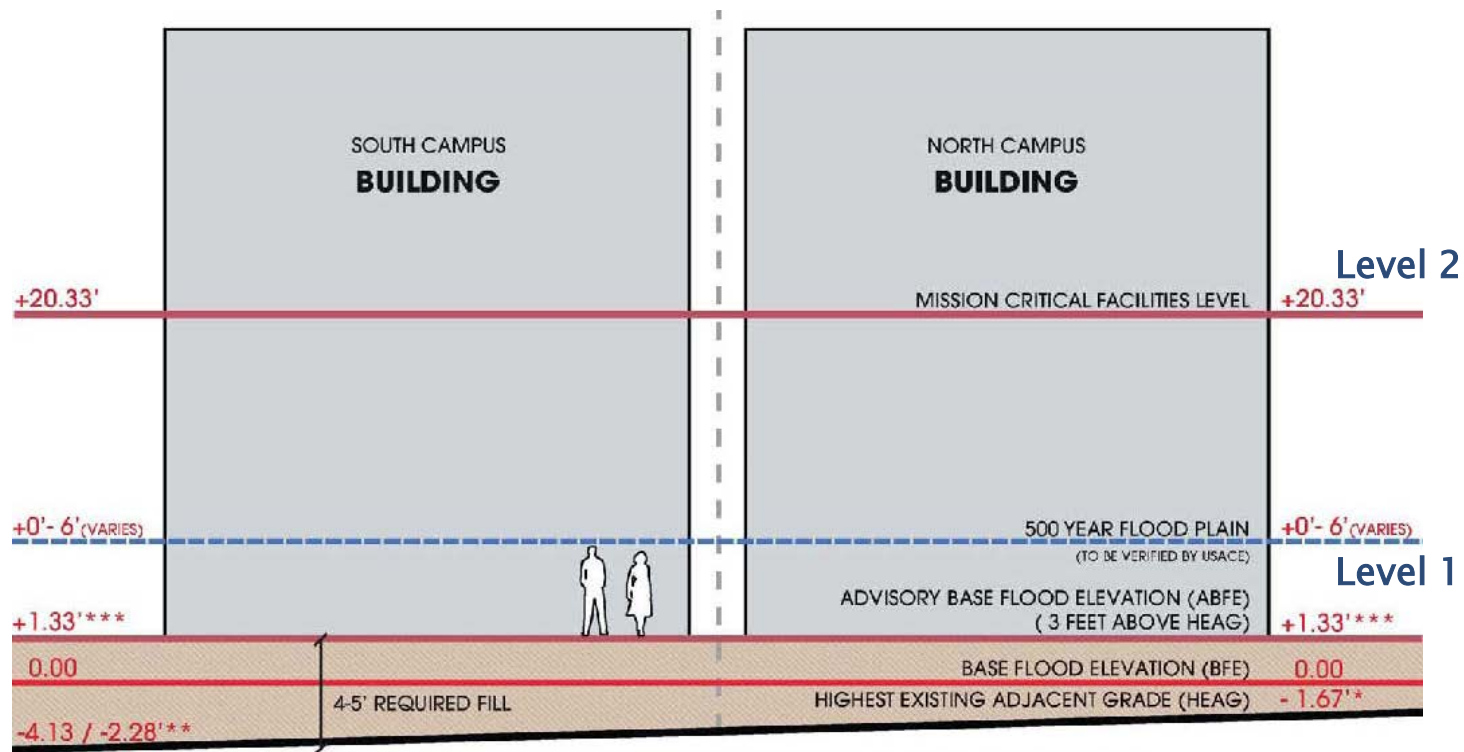 SOUTH CAMPUS
BUILDING
NORTH CAMPUS
BUILDING
Level 2
+20.33'
MISSION CRITICAL FACILITIES LEVEL
+20.33'
+0'- 6'(VARIES)
500 YEAR FLOOD PLAIN
+0'- 6'(VARIES)
(TO BE VERIFIED BY USACE)
Level 1
ADVISORY BASE FLOOD ELEVATION (ABFE)
+1.33'***
( 3 FEET ABOVE HEAG)
+1.33'***
0.00
BASE FLOOD ELEVATION (BFE)
0.00
4-5' REQUIRED FILL
HIGHEST EXISTING ADJACENT GRADE (HEAG)
- 1.67'*
-4.13 / -2.28'**